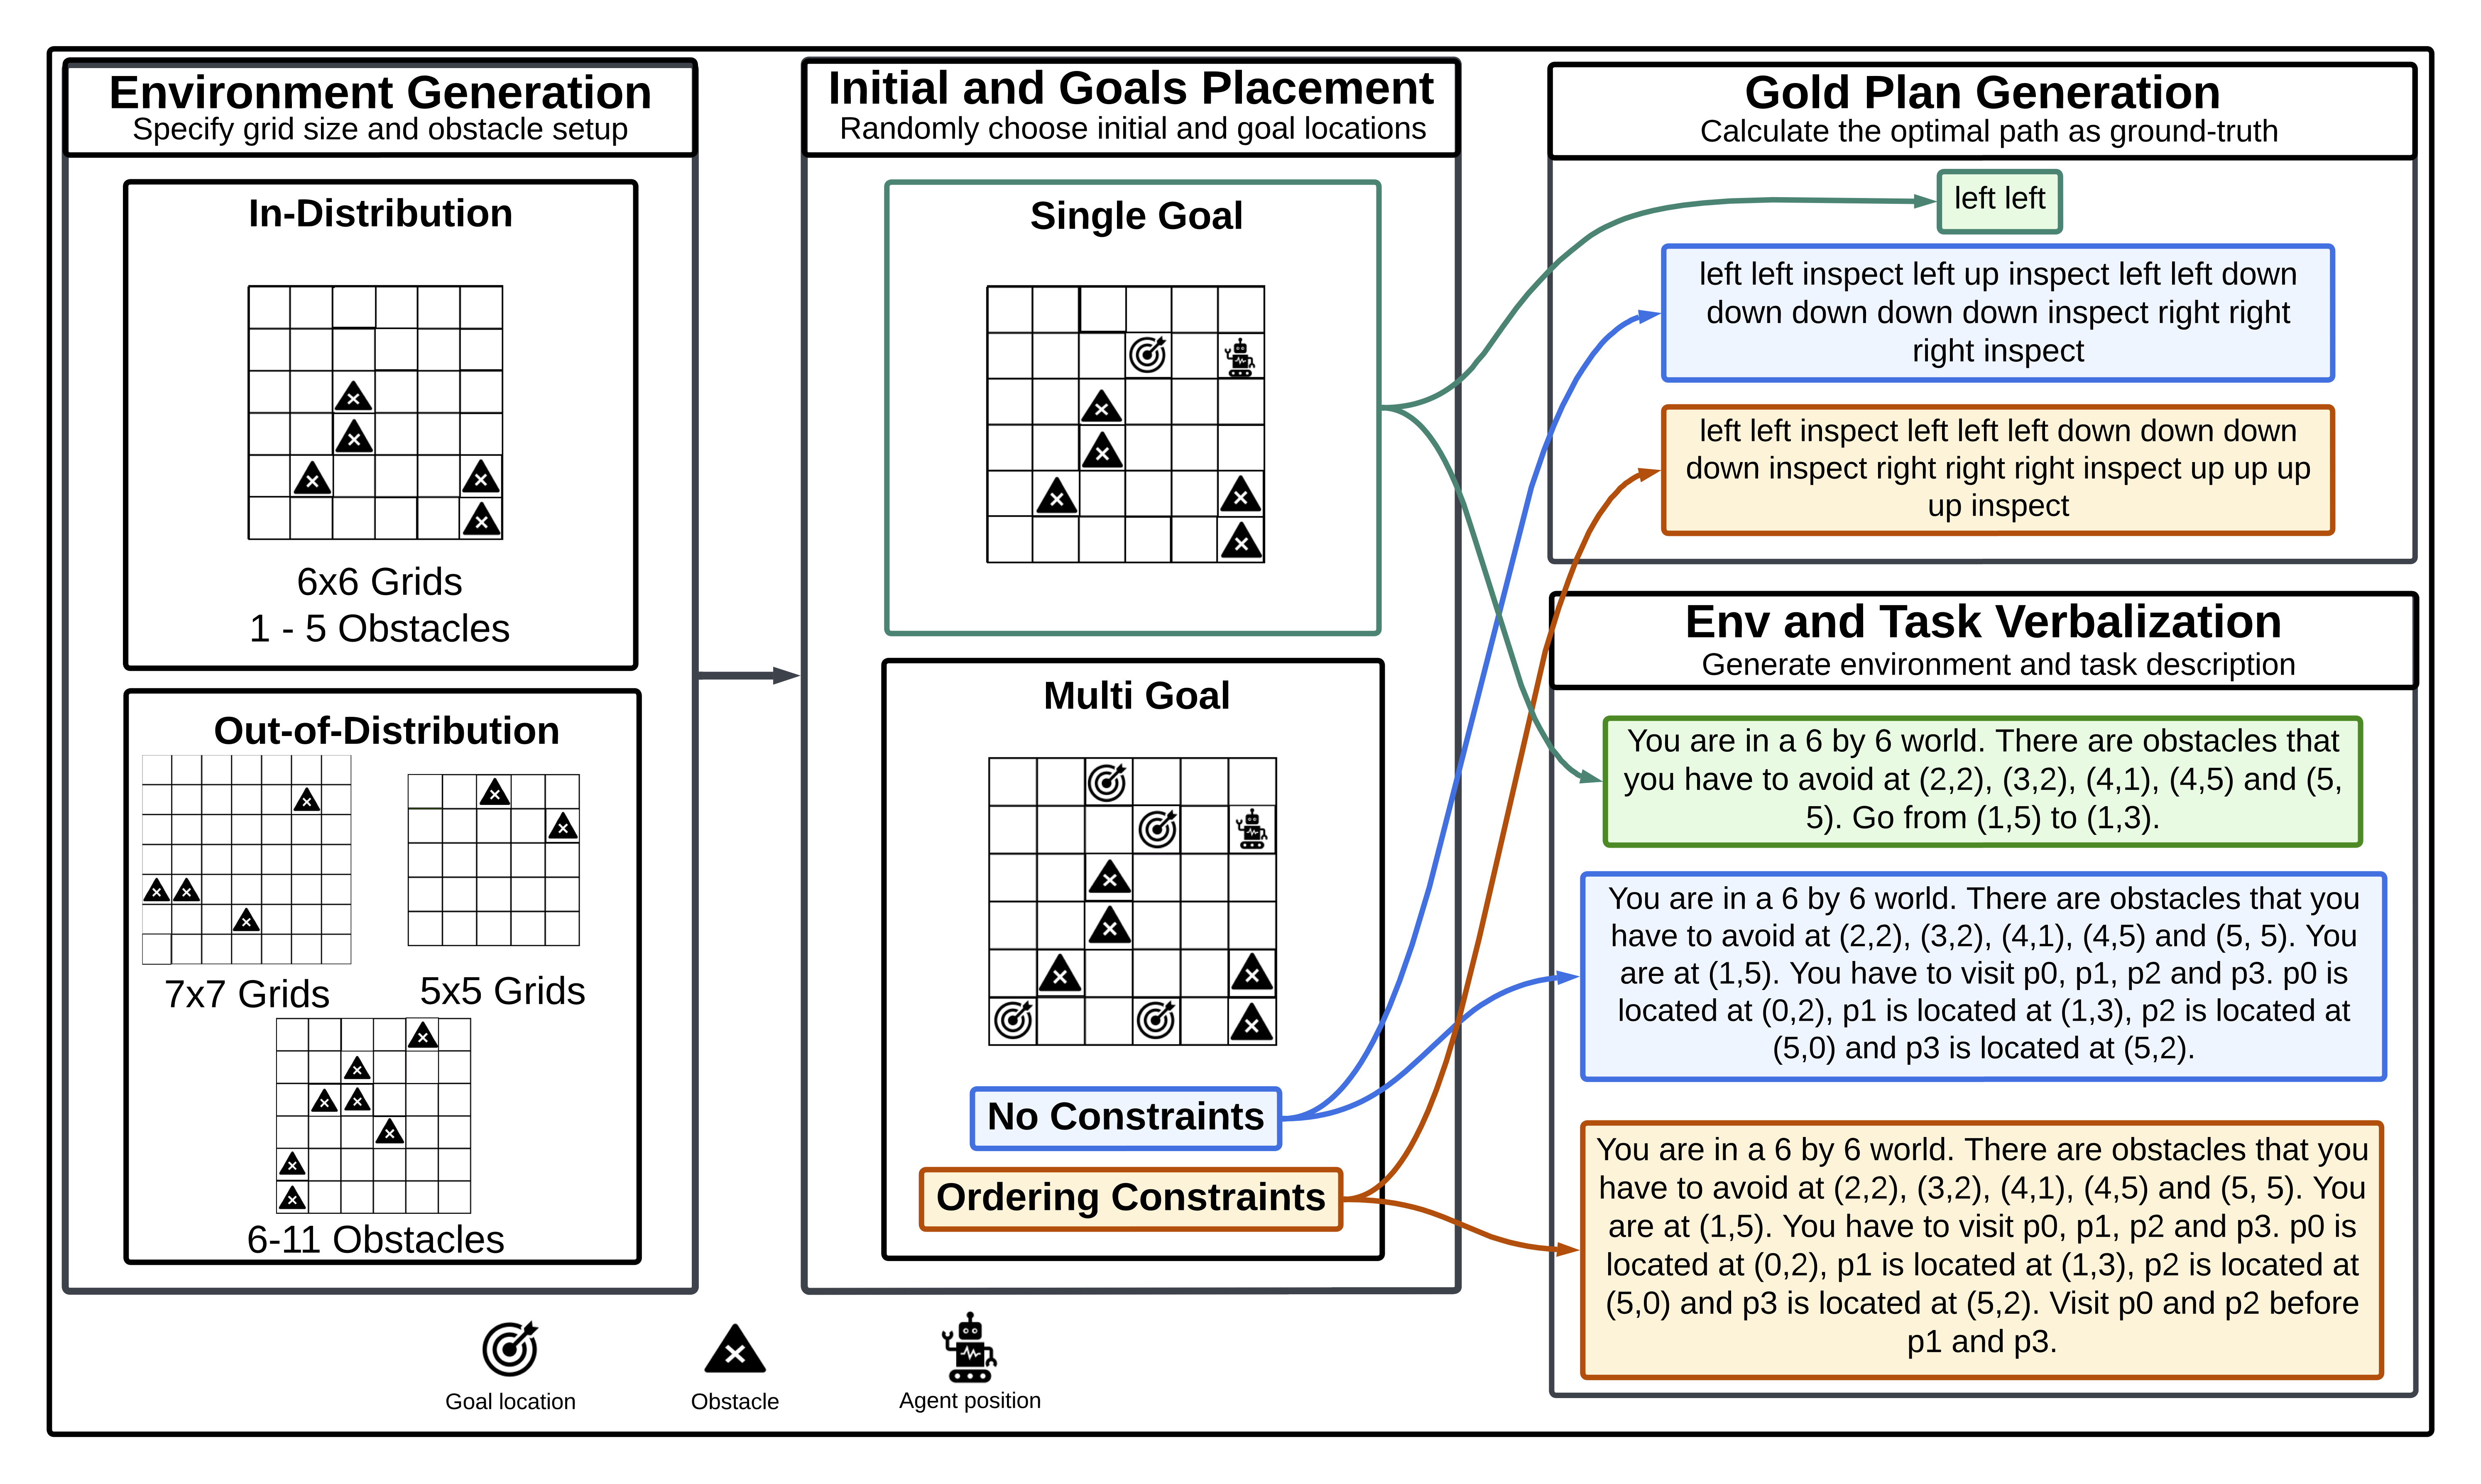 Environment Generation
Specify grid size and obstacle setup
In-Distribution
6x6 Grids
1 - 5 Obstacles
Out-of-Distribution
7x7 Grids
5x5 Grids
6-11 Obstacles
Initial and Goals Placement
Randomly choose initial and goal locations
Single Goal
Multi Goal
No Constraints
Ordering Constraints
Gold Plan Generation
Calculate the optimal path as ground-truth
left left
left left inspect left up inspect left left down
down down down down inspect right right
right inspect
left left inspect left left left down down down
down inspect right right right inspect up up up
up inspect
Env and Task Verbalization
Generate environment and task description
You are in a 6 by 6 world. There are obstacles that
you have to avoid at (2,2), (3,2), (4,1), (4,5) and (5,
5). Go from (1,5) to (1,3).
You are in a 6 by 6 world. There are obstacles that you
have to avoid at (2,2), (3,2), (4,1), (4,5) and (5, 5). You
are at (1,5). You have to visit p0, p1, p2 and p3. p0 is
located at (0,2), p1 is located at (1,3), p2 is located at
(5,0) and p3 is located at (5,2).
You are in a 6 by 6 world. There are obstacles that you
have to avoid at (2,2), (3,2), (4,1), (4,5) and (5, 5). You
are at (1,5). You have to visit p0, p1, p2 and p3. p0 is
located at (0,2), p1 is located at (1,3), p2 is located at
(5,0) and p3 is located at (5,2). Visit p0 and p2 before
p1 and p3.
Goal location
Obstacle
Agent position